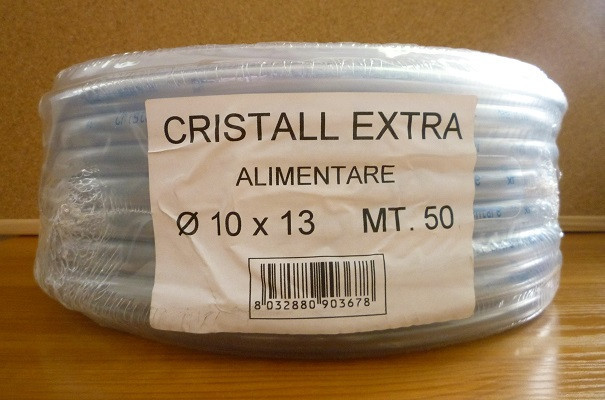 CRISTALL EXTRA
ALIMENTARE
Ø 10 x 13 MT. 50
8 032880 903678